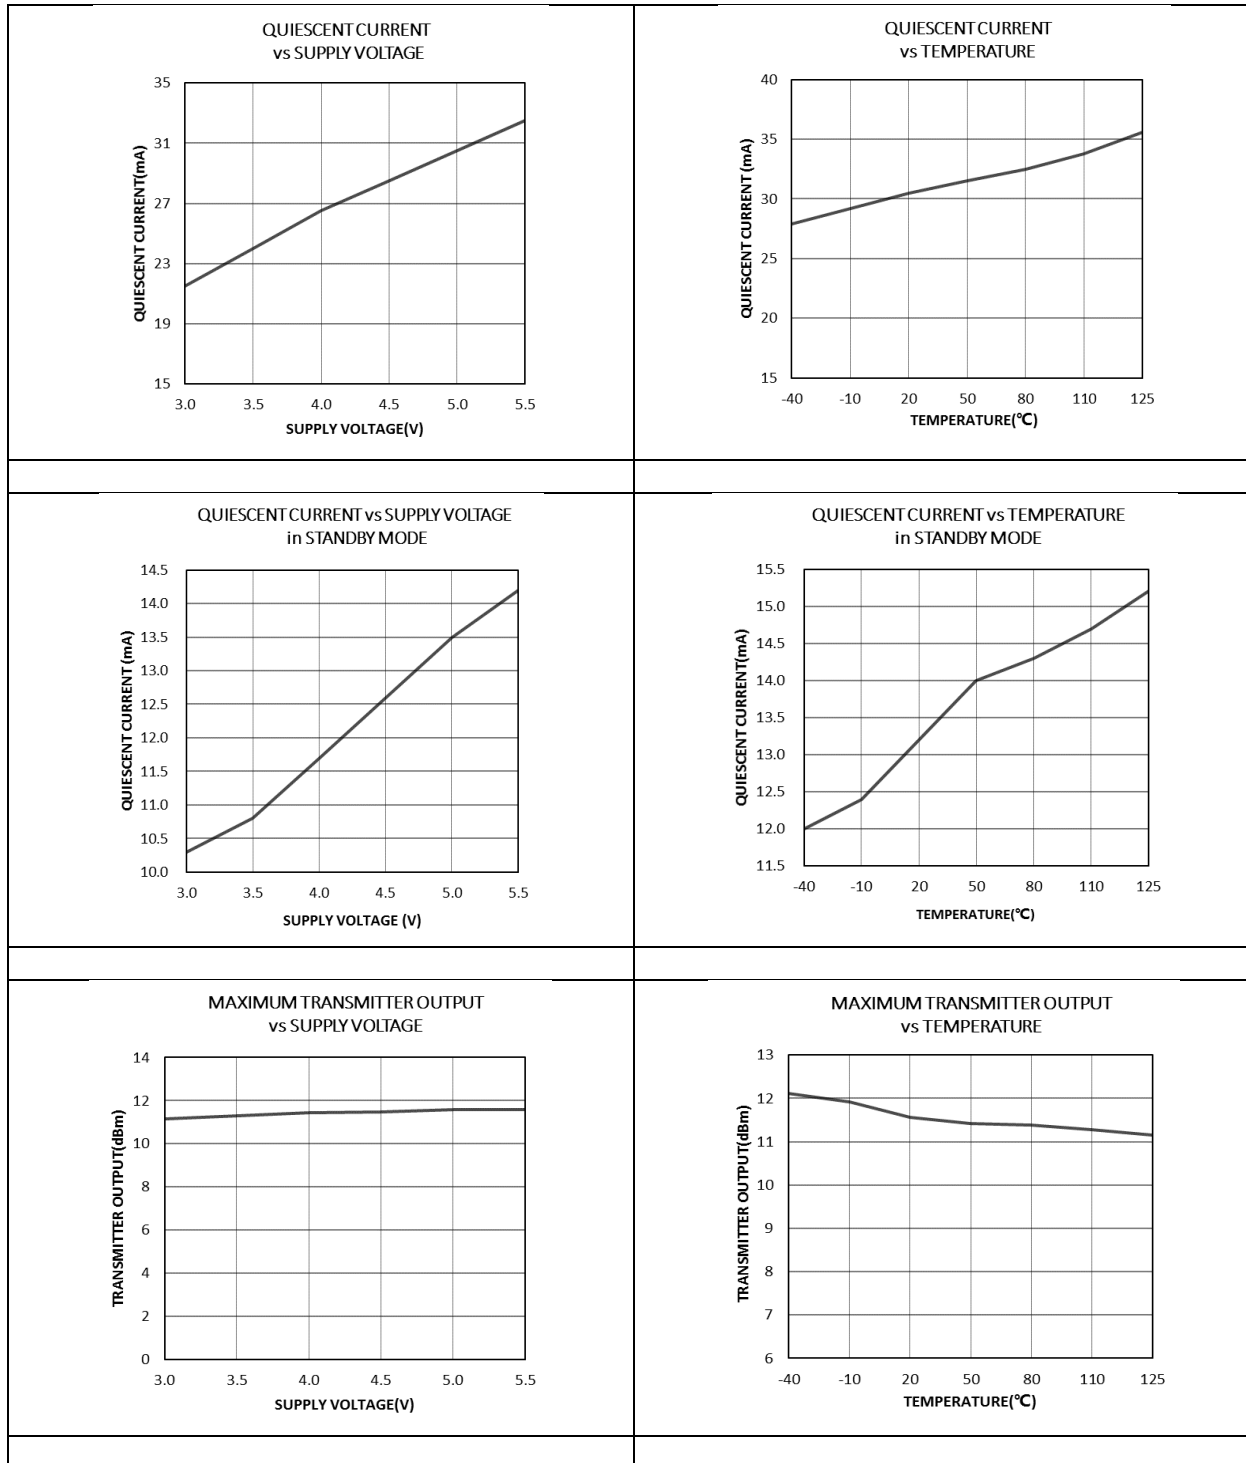 QUIESCENT CURRENT
vs SUPPLY VOLTAGE
35
31
27
23
19
15
QUIESCENT CURRENT(mA)
3.0 3.5 4.0 4.5 5.0 5.5
SUPPLY VOLTAGE(V)
QUIESCENT CURRENT
vs TEMPERATURE
40
35
30
25
20
15
QUIESCENT CURRENT (mA)
-40 -10 20 50 80 110 125
TEMPERATURE(℃)
QUIESCENT CURRENT vs SUPPLY VOLTAGE
in STANDBY MODE
14.5
14.0
13.5
13.0
12.5
12.0
11.5
11.0
10.5
10.0
QUIESCENT CURRENT (mA)
3.0 3.5 4.0 4.5 5.0 5.5
SUPPLY VOLTAGE (V)
QUIESCENT CURRENT vs TEMPERATURE
in STANDBY MODE
15.5
15.0
14.5
14.0
13.5
13.0
12.5
12.0
11.5
QUIESCENT CURRENT(mA)
-40 -10 20 50 80 110 125
TEMPERATURE(℃)
MAXIMUM TRANSMITTER OUTPUT
vs SUPPLY VOLTAGE
14
12
10
8
6
4
2
0
TRANSMITTER OUTPUT(dBm)
3.0 3.5 4.0 4.5 5.0 5.5
SUPPLY VOLTAGE(V)
MAXIMUM TRANSMITTER OUTPUT
vs TEMPERATURE
13
12
11
10
9
8
7
6
TRANSMITTER OUTPUT(dBm)
-40 -10 20 50 80 110 125
TEMPERATURE(℃)